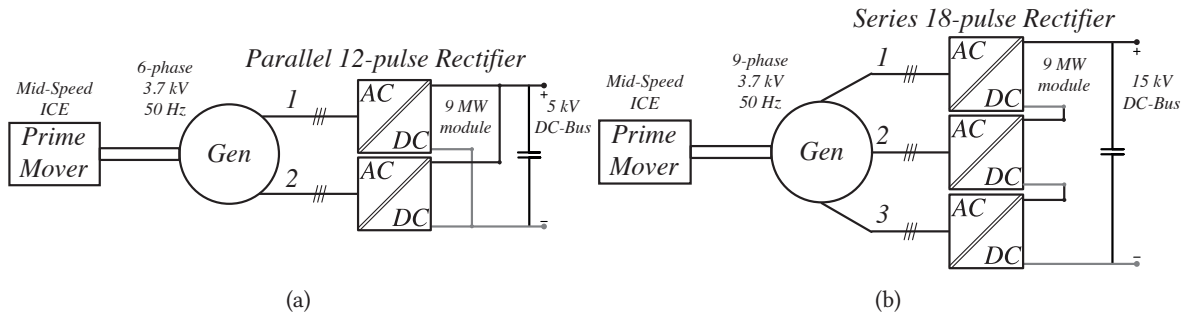 Parallel 12-pulse Rectifier
6-phase
3.7 kV
50 Hz
Mid-Speed
ICE
Prime
Mover
Gen
1
2
AC
DC
AC
DC
9 MW
module
+
5 kV
DC-Bus
−
(a)
Series 18-pulse Rectifier
9-phase
3.7 kV
50 Hz
Mid-Speed
ICE
Prime
Mover
Gen
1
2
3
AC
DC
AC
DC
AC
DC
9 MW
module
+
15 kV
DC-Bus
−
(b)